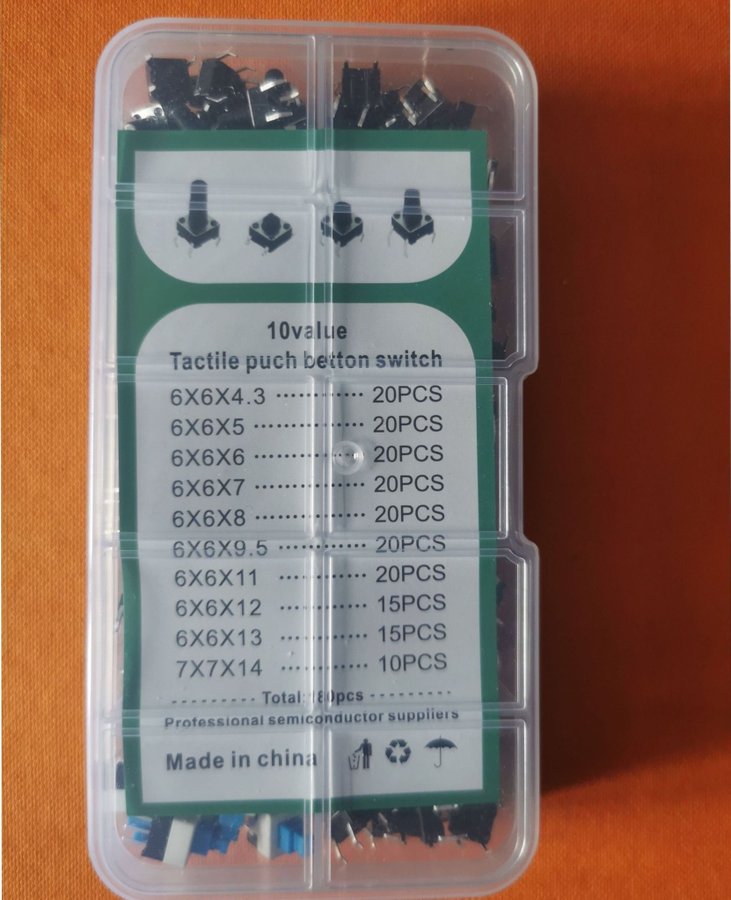 10value
Tactile puch betton switch
6X6X4.3 ············ 20PCS
6X6X5 ··············· 20PCS
6X6X6 ··············· 20PCS
6X6X7 ··············· 20PCS
6X6X8 ··············· 20PCS
6X6X9.5 ············ 20PCS
6X6X11 ············ 20PCS
6X6X12 ············ 15PCS
6X6X13 ············ 15PCS
7X7X14 ············ 10PCS
--------- Total:180pcs ---------
Professional semiconductor suppliers
Made in china